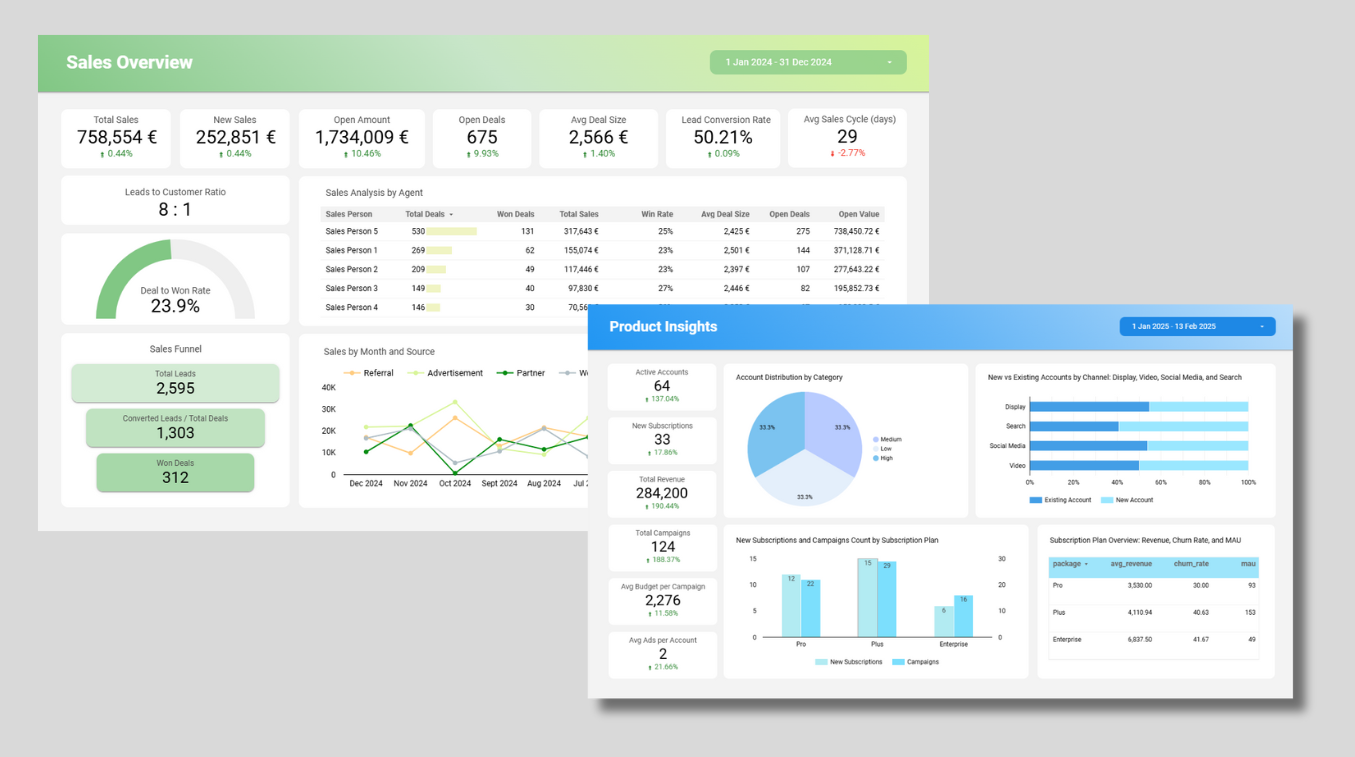 Sales Overview
1 Jan 2024 - 31 Dec 2024
Total Sales
758,554 €
0.44%
New Sales
252,851 €
0.44%
Open Amount
1,734,009 €
10.46%
Open Deals
675
9.93%
Avg Deal Size
2,566 €
1.40%
Lead Conversion Rate
50.21%
0.09%
Avg Sales Cycle (days)
29
-2.77%
Leads to Customer Ratio
8 : 1
Deal to Won Rate
23.9%
Sales Funnel
Total Leads
2,595
Converted Leads / Total Deals
1,303
Won Deals
312
Sales Analysis by Agent
Sales Person Total Deals Won Deals Total Sales Win Rate Avg Deal Size Open Deals Open Value
Sales Person 5 530 131 317,643 € 25% 2,425 € 275 738,450.72 €
Sales Person 1 269 62 155,074 € 23% 2,501 € 144 371,128.71 €
Sales Person 2 209 49 117,446 € 23% 2,397 € 107 277,643.22 €
Sales Person 3 149 40 97,830 € 27% 2,446 € 82 195,852.73 €
Sales Person 4 146 30
Sales by Month and Source
Referral Advertisement Partner
40K
30K
20K
10K
0
Dec 2024 Nov 2024 Oct 2024 Sept 2024 Aug 2024 Jul
Product Insights
1 Jan 2025 - 13 Feb 2025
Active Accounts
64
137.04%
New Subscriptions
33
17.86%
Total Revenue
284,200
190.44%
Total Campaigns
124
188.37%
Avg Budget per Campaign
2,276
11.58%
Avg Ads per Account
2
21.66%
Account Distribution by Category
33.3%
33.3%
33.3%
Medium
Low
High
New vs Existing Accounts by Channel: Display, Video, Social Media, and Search
Display
Search
Social Media
Video
0% 20% 40% 60% 80% 100%
Existing Account New Account
New Subscriptions and Campaigns Count by Subscription Plan
15
10
5
0
30
20
10
0
12 22
15 29
6 16
Pro Plus Enterprise
New Subscriptions Campaigns
Subscription Plan Overview: Revenue, Churn Rate, and MAU
package avg_revenue churn_rate mau
Pro 3,530.00 30.00 93
Plus 4,110.94 40.63 153
Enterprise 6,837.50 41.67 49